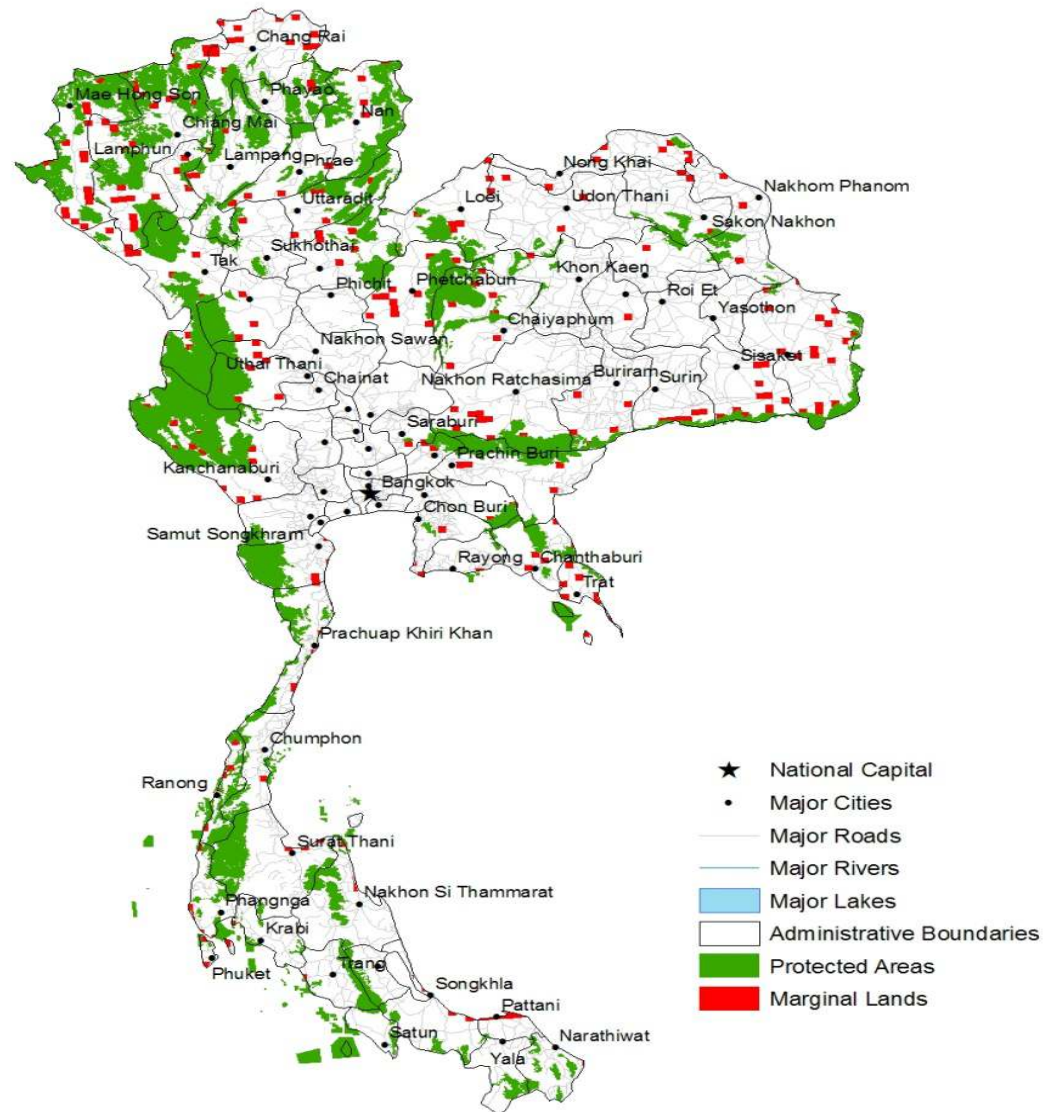 Chang Rai
Mae Hong Son
Phayao
Chiang Mai
Nan
Lamphun
Lampang
Phrae
Nong Khai
Uttaradit
Loei
Udon Thani
Nakhom Phanom
Sakon Nakhon
Sukhothai
Tak
Phichit
Phetchabun
Khon Kaen
Roi Et
Yasothon
Chaiyaphum
Nakhon Sawan
Sisaket
Uthai Thani
Chainat
Nakhon Ratchasima
Buriram
Surin
Saraburi
Prachin Buri
Kanchanaburi
Bangkok
Chon Buri
Samut Songkhram
Rayong
Chanthaburi
Trat
Prachuap Khiri Khan
Chumphon
Ranong
Surat Thani
Nakhon Si Thammarat
Phangnga
Krabi
Phuket
Trang
Songkhla
Pattani
Satun
Yala
Narathiwat
National Capital
Major Cities
Major Roads
Major Rivers
Major Lakes
Administrative Boundaries
Protected Areas
Marginal Lands